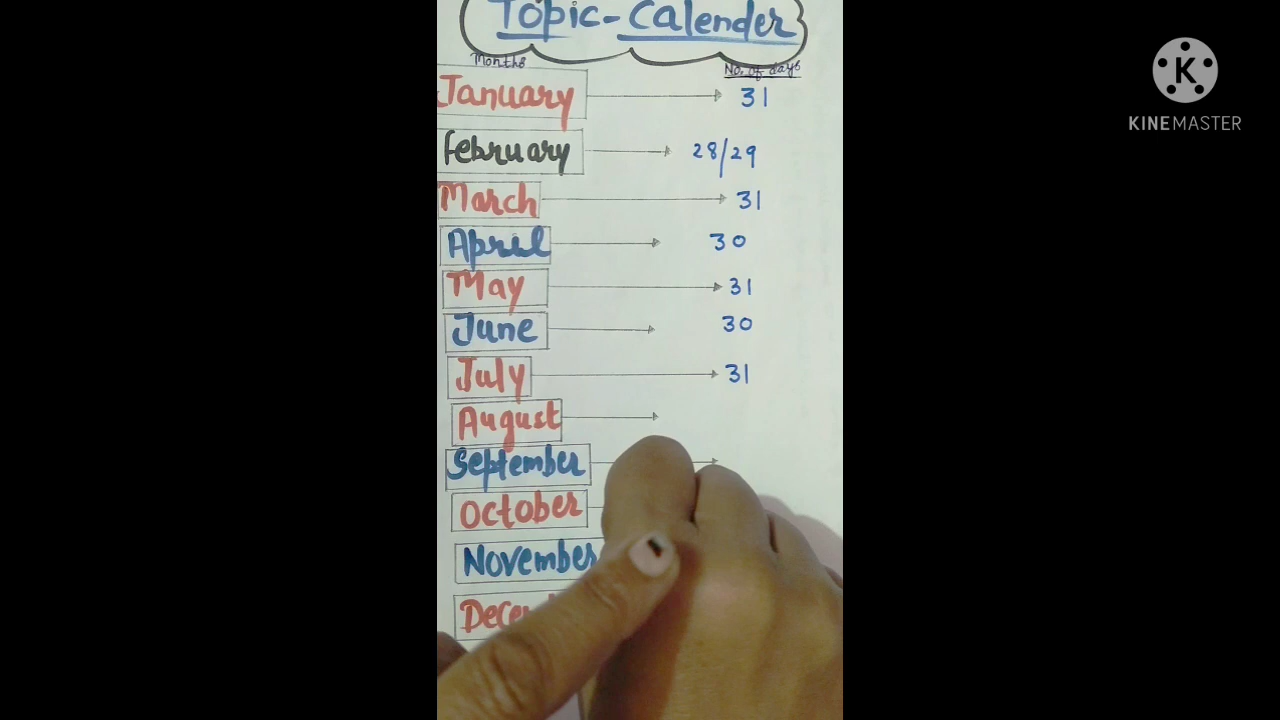 Topic-Calender
Months No. of days
January 31
february 28/29
March 31
April 30
May 31
June 30
July 31
August
September
October
November
KINEMASTER